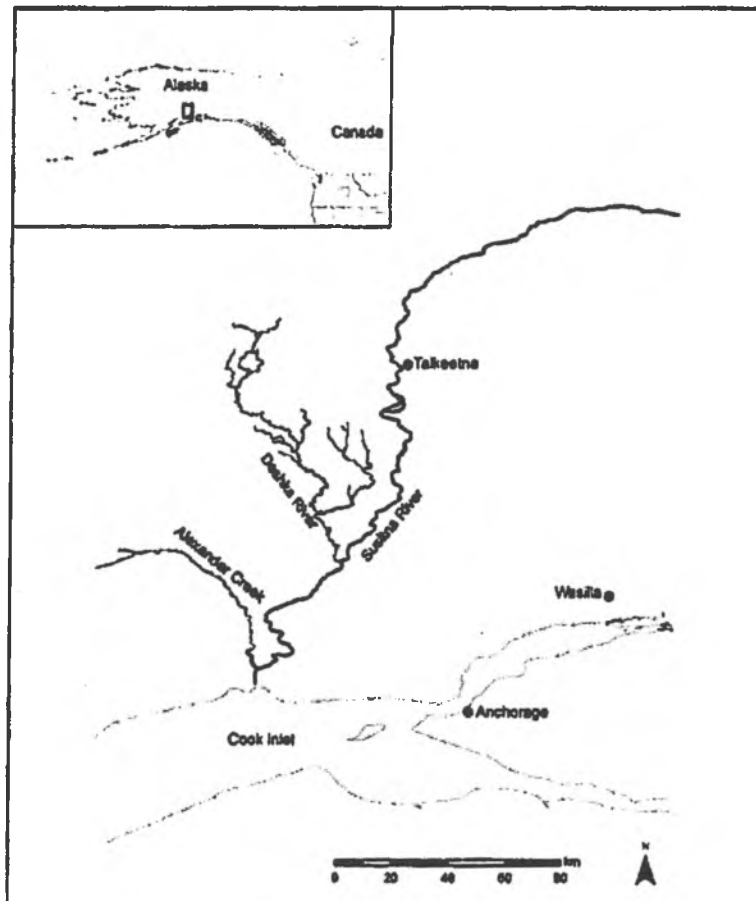 Alaska
Canada
Talkeetna
Deshka River
Susitna River
Alexander Creek
Wasilla
Anchorage
Cook Inlet
km
0 20 40 60 80
N